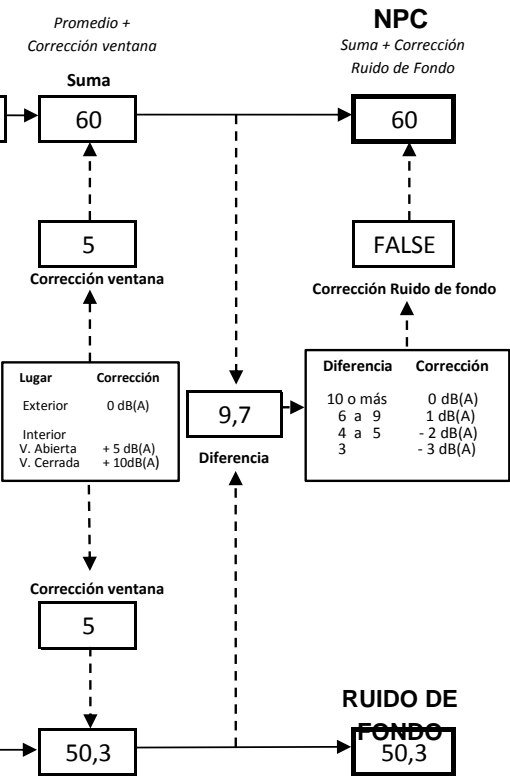 Promedio +
Corrección ventana
Suma
60
NPC
Suma + Corrección
Ruido de Fondo
60
5
Corrección ventana
FALSE
Corrección Ruido de fondo
Lugar Corrección
Exterior 0 dB(A)
Interior
V. Abierta + 5 dB(A)
V. Cerrada + 10dB(A)
9,7
Diferencia
Diferencia Corrección
10 o más 0 dB(A)
6 a 9 1 dB(A)
4 a 5 - 2 dB(A)
3 - 3 dB(A)
Corrección ventana
5
50,3
RUIDO DE
FONDO
50,3